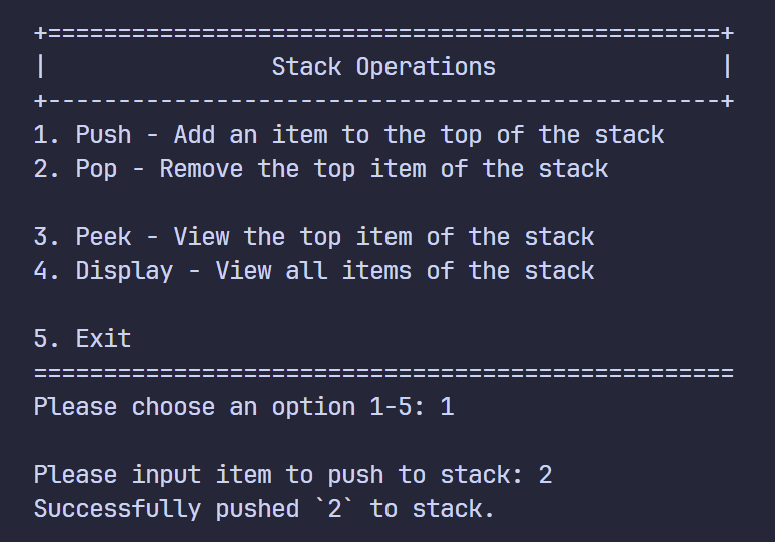 +================================================+
|                Stack Operations                |
+------------------------------------------------+
1. Push - Add an item to the top of the stack
2. Pop - Remove the top item of the stack
3. Peek - View the top item of the stack
4. Display - View all items of the stack
5. Exit
==================================================
Please choose an option 1-5: 1
Please input item to push to stack: 2
Successfully pushed `2` to stack.